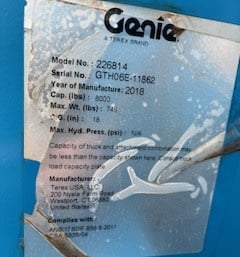 Genie
A TEREX BRAND
Model No. : 226814
Serial No. : GTH06E-11862
Year of Manufacture: 2018
Cap. (lbs) : 8000
Max. Wt. (lbs) : 746
C.G. (in) : 18
Max. Hyd. Press. (psi) : N/A
Capacity of truck and attachment combination may
be less than the capacity shown here. Consult truck
load capacity plate.
Manufacturer:
Terex USA, LLC
200 Nyala Farm Road
Westport, CT 06880
United States
Complies with :